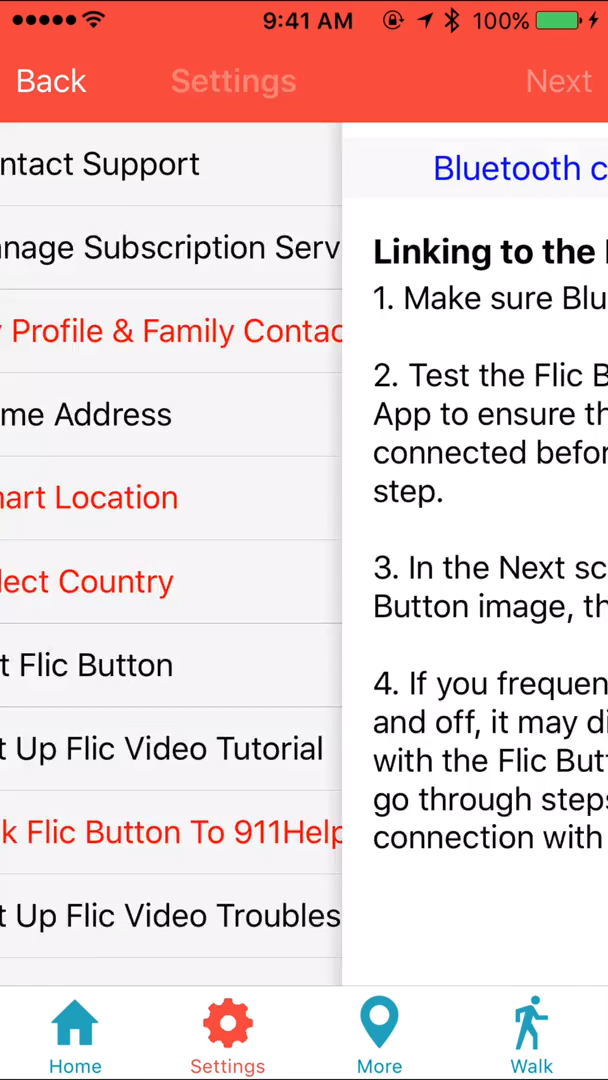 9:41 AM 100%
Back Settings Next
ntact Support
nage Subscription Serv
Profile & Family Contac
me Address
art Location
lect Country
t Flic Button
t Up Flic Video Tutorial
k Flic Button To 911Help
t Up Flic Video Troubles
Bluetooth c
Linking to the
1. Make sure Blu
2. Test the Flic B
App to ensure th
connected befor
step.
3. In the Next sc
Button image, th
4. If you frequen
and off, it may di
with the Flic But
go through steps
connection with
Home Settings More Walk